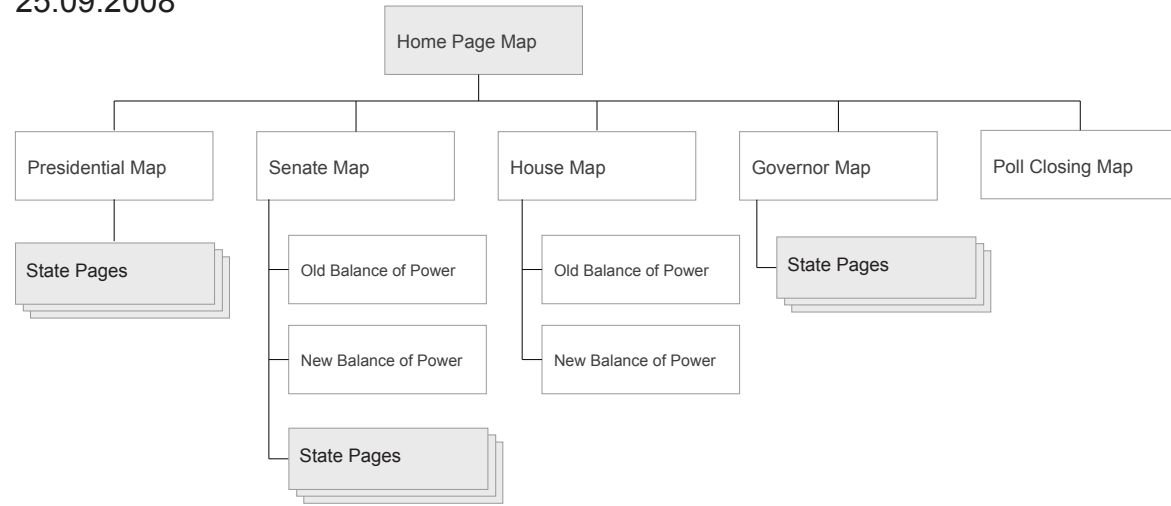 25.09.2008
Home Page Map
Presidential Map
Senate Map
House Map
Governor Map
Poll Closing Map
State Pages
Old Balance of Power
New Balance of Power
State Pages
Old Balance of Power
New Balance of Power
State Pages